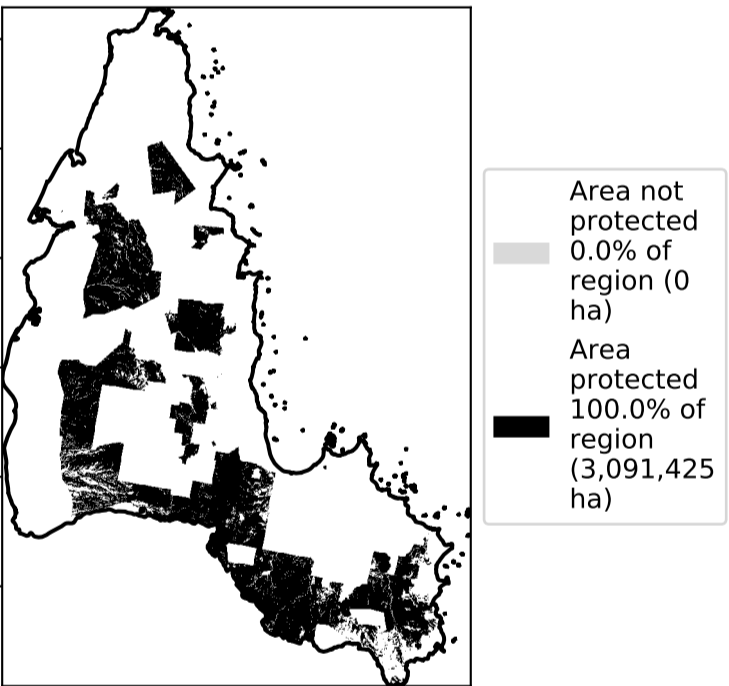 Area not
protected
0.0% of
region (0
ha)
Area
protected
100.0% of
region
(3,091,425
ha)